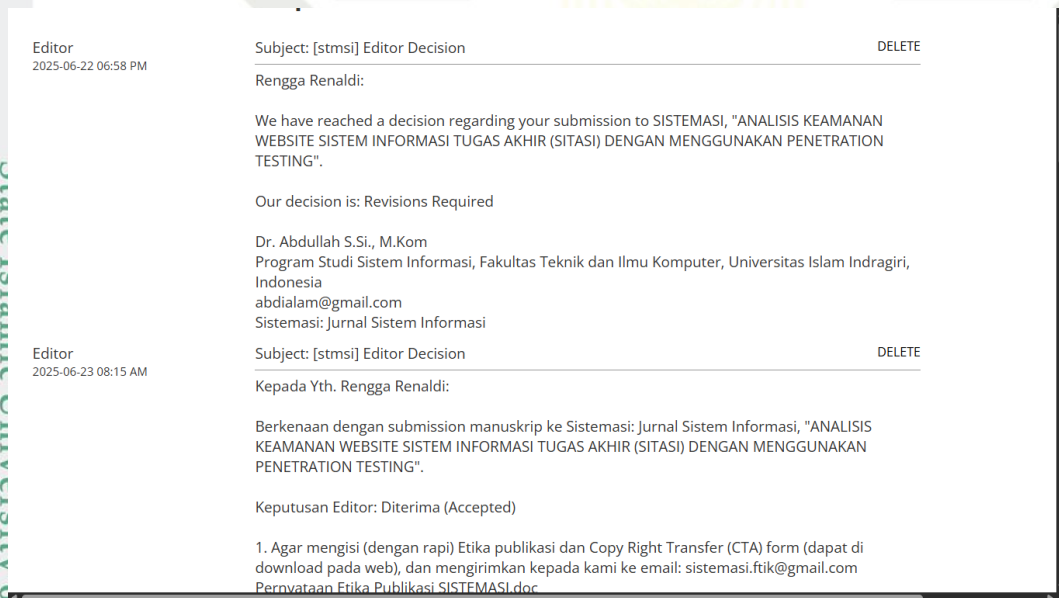 Editor
2025-06-22 06:58 PM
Subject: [stmsi] Editor Decision
DELETE
Rengga Renaldi:
We have reached a decision regarding your submission to SISTEMASI, "ANALISIS KEAMANAN
WEBSITE SISTEM INFORMASI TUGAS AKHIR (SITASI) DENGAN MENGGUNAKAN PENETRATION
TESTING".
Our decision is: Revisions Required
Dr. Abdullah S.Si., M.Kom
Program Studi Sistem Informasi, Fakultas Teknik dan Ilmu Komputer, Universitas Islam Indragiri,
Indonesia
abdialam@gmail.com
Sistemasi: Jurnal Sistem Informasi
Editor
2025-06-23 08:15 AM
Subject: [stmsi] Editor Decision
DELETE
Kepada Yth. Rengga Renaldi:
Berkenaan dengan submission manuskrip ke Sistemasi: Jurnal Sistem Informasi, "ANALISIS
KEAMANAN WEBSITE SISTEM INFORMASI TUGAS AKHIR (SITASI) DENGAN MENGGUNAKAN
PENETRATION TESTING".
Keputusan Editor: Diterima (Accepted)
1. Agar mengisi (dengan rapi) Etika publikasi dan Copy Right Transfer (CTA) form (dapat di
download pada web), dan mengirimkan kepada kami ke email: sistemasi.ftik@gmail.com
Pernyataan Etika Publikasi SISTEMASI.doc